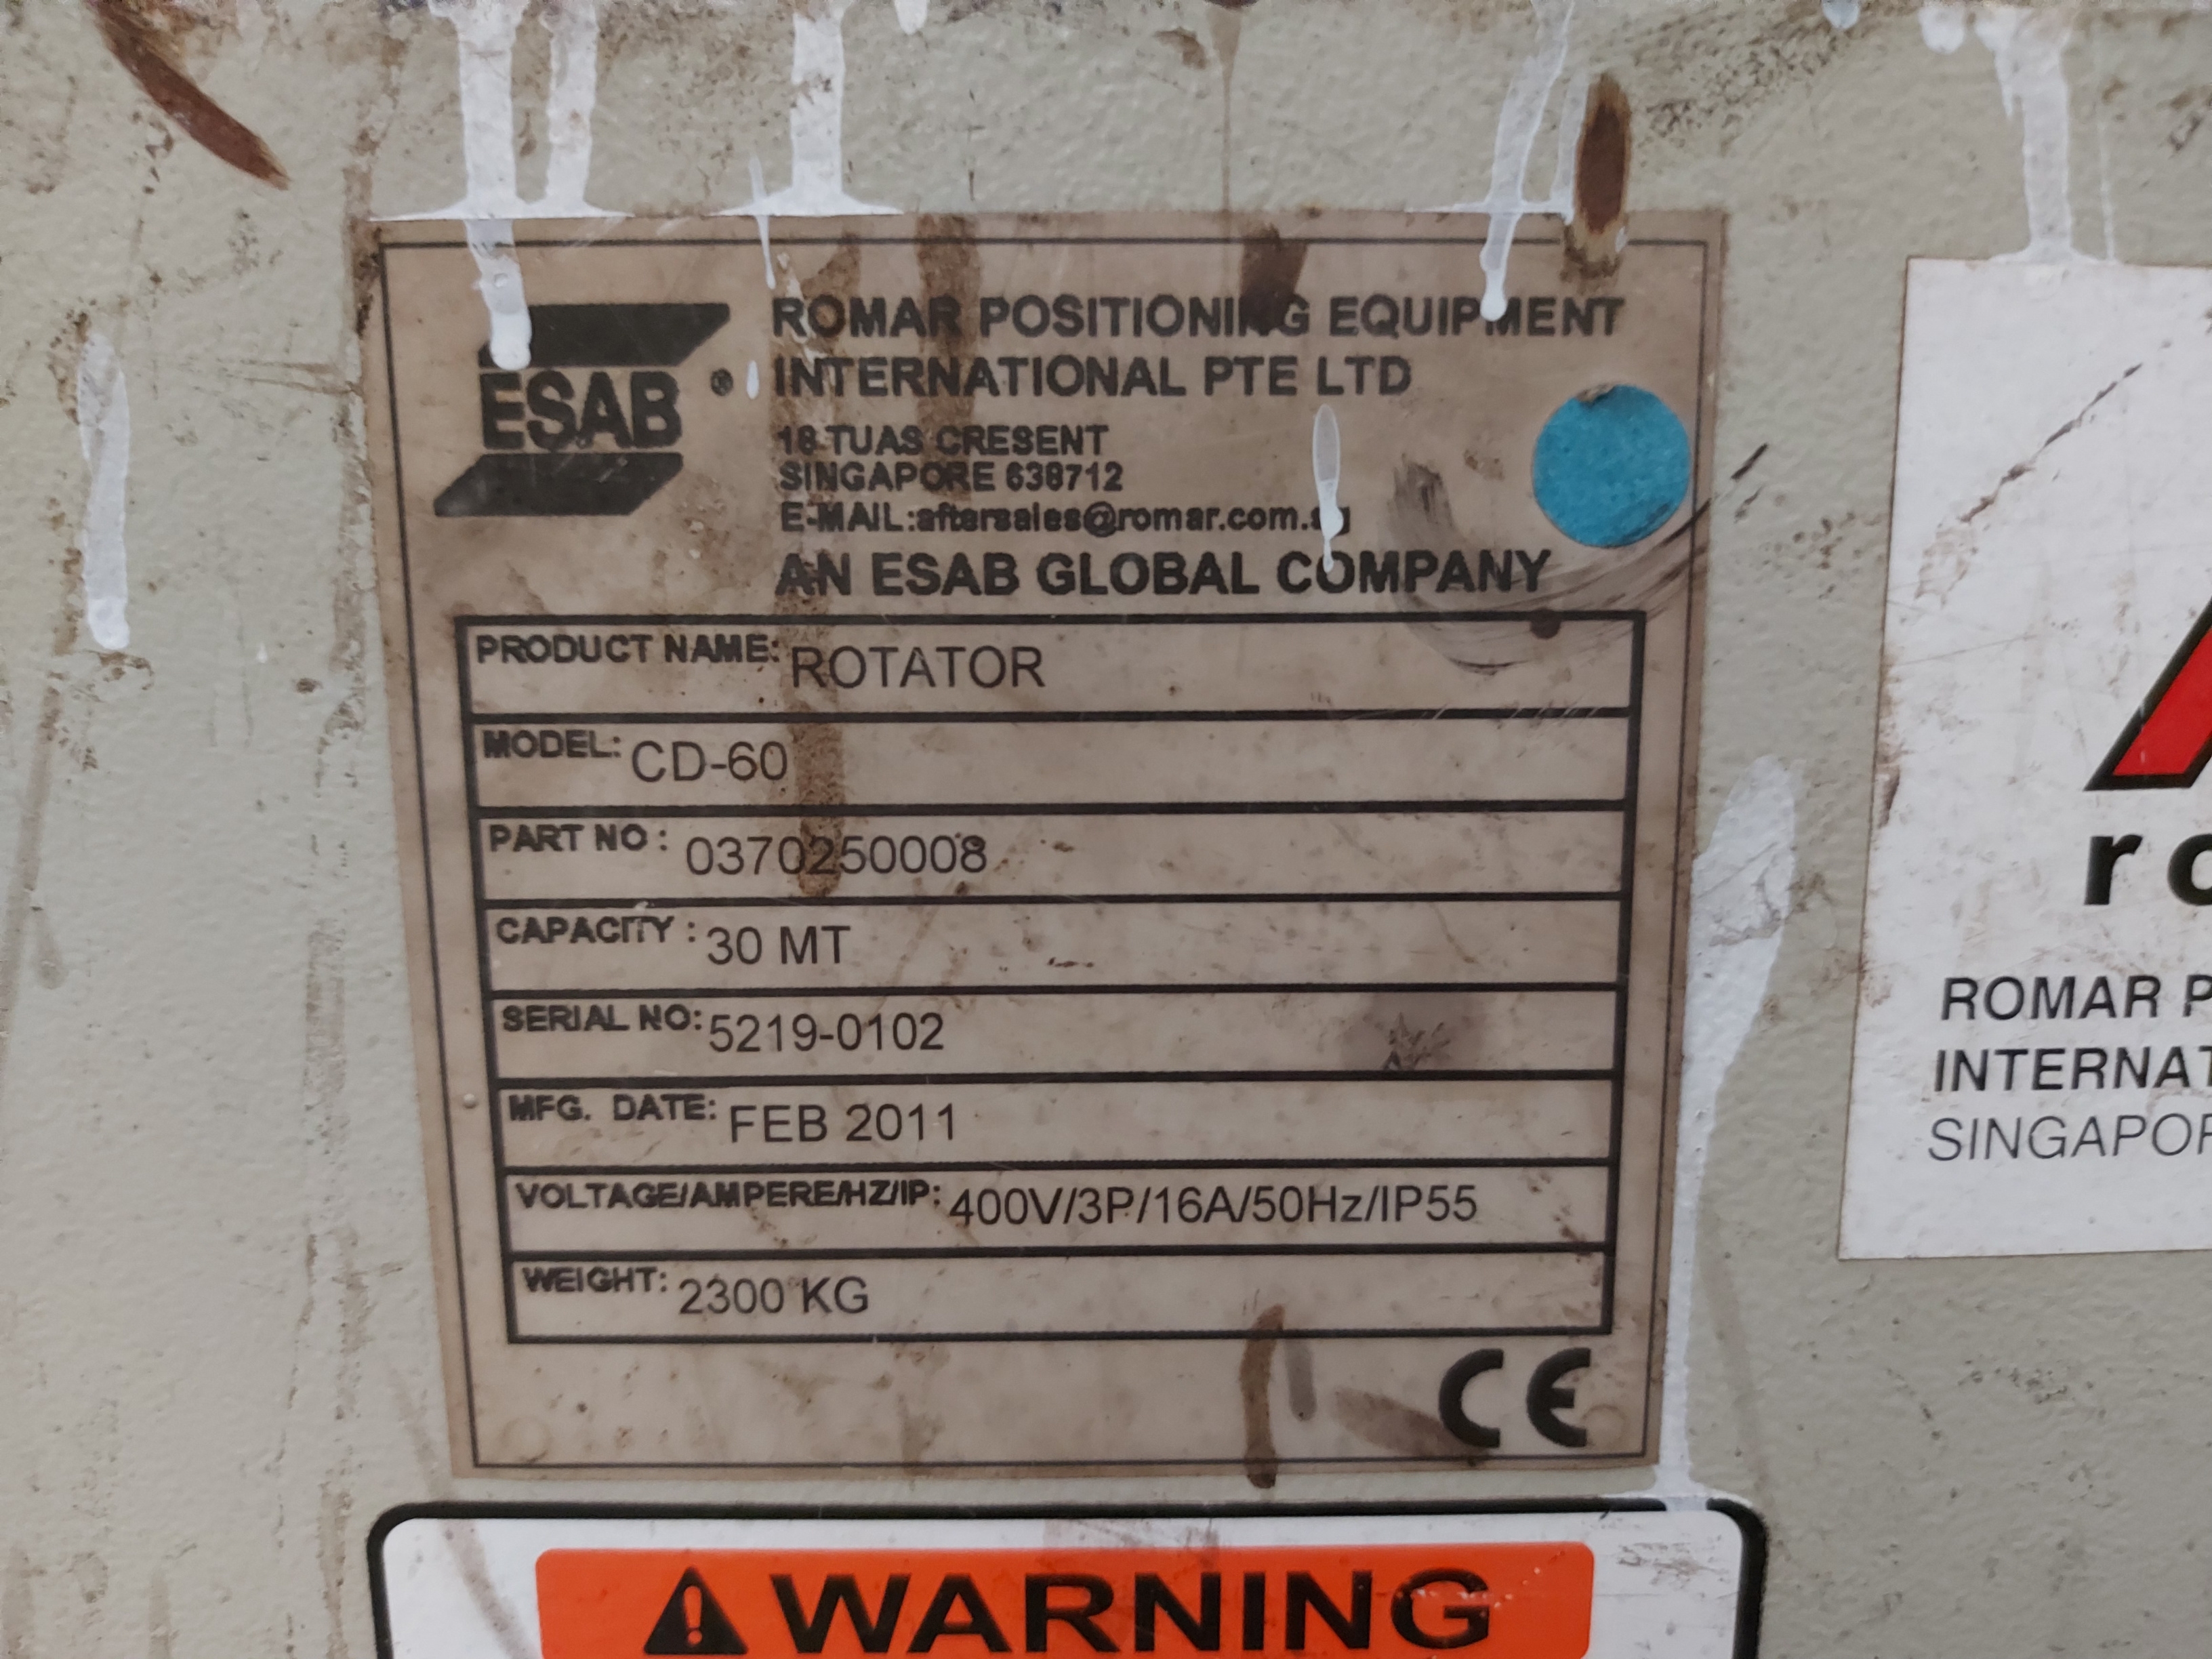 ESAB ®
ROMAR POSITIONING EQUIPMENT
INTERNATIONAL PTE LTD
18 TUAS CRESENT
SINGAPORE 638712
E-MAIL:aftersales@romar.com.sg
AN ESAB GLOBAL COMPANY
PRODUCT NAME: ROTATOR
MODEL: CD-60
PART NO : 0370250008
CAPACITY : 30 MT
SERIAL NO: 5219-0102
MFG. DATE: FEB 2011
VOLTAGE/AMPERE/HZ/IP: 400V/3P/16A/50Hz/IP55
WEIGHT: 2300 KG
CE
WARNING
ro
ROMAR P
INTERNAT
SINGAPOR